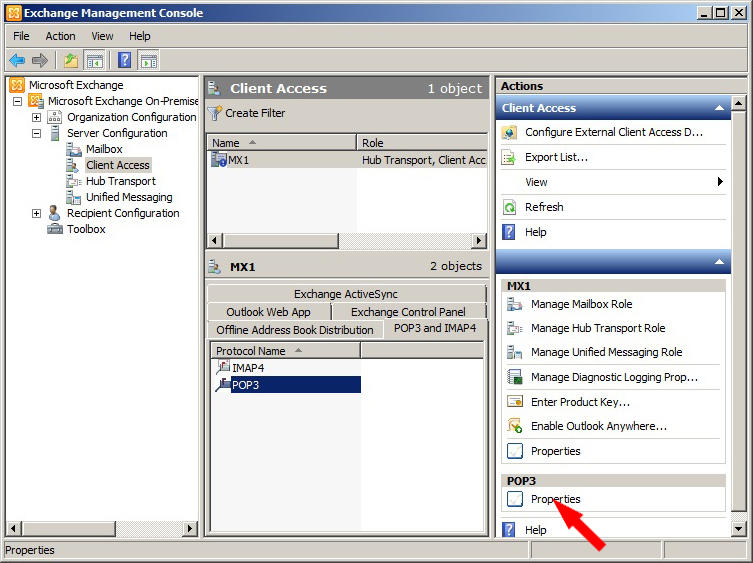 Exchange Management Console
File Action View Help
Microsoft Exchange
Microsoft Exchange On-Premise
Organization Configuration
Server Configuration
Mailbox
Client Access
Hub Transport
Unified Messaging
Recipient Configuration
Toolbox
Client Access 1 object
Create Filter
Name Role
MX1 Hub Transport, Client Acc
MX1 2 objects
Exchange ActiveSync
Outlook Web App Exchange Control Panel
Offline Address Book Distribution POP3 and IMAP4
Protocol Name
IMAP4
POP3
Actions
Client Access
Configure External Client Access D...
Export List...
View
Refresh
Help
MX1
Manage Mailbox Role
Manage Hub Transport Role
Manage Unified Messaging Role
Manage Diagnostic Logging Prop...
Enter Product Key...
Enable Outlook Anywhere...
Properties
POP3
Properties
Help
Properties